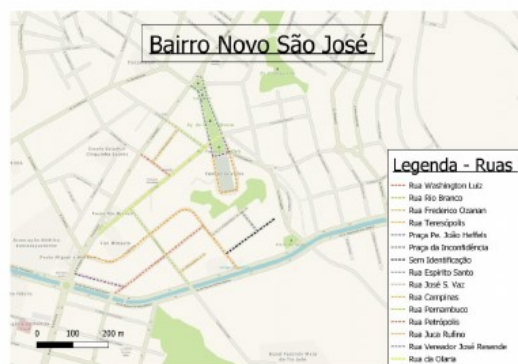 Bairro Novo São José
Legenda - Ruas
Rua Washington Luiz
Rua Rio Branco
Rua Frederico Ozanan
Rua Teresópolis
Praça Pe. João Heffels
Praça da Inconfidência
Sem Identificação
Rua Espirito Santo
Rua José S. Vaz
Rua Campinas
Rua Pernambuco
Rua Petrópolis
Rua Juca Rufino
Rua Vereador José Resende
Rua da Olaria
0 100 200 m